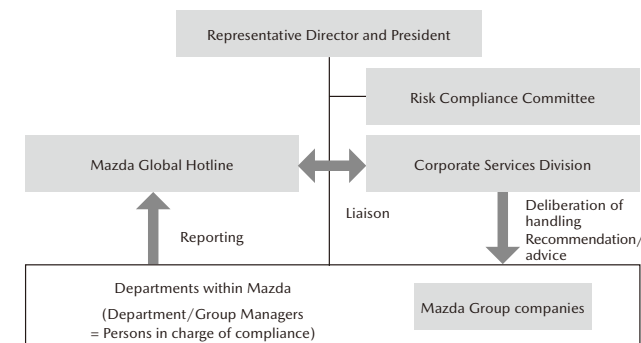 Representative Director and President
Risk Compliance Committee
Mazda Global Hotline
Corporate Services Division
Liaison
Reporting
Deliberation of
handling
Recommendation/
advice
Departments within Mazda
(Department/Group Managers
= Persons in charge of compliance)
Mazda Group companies